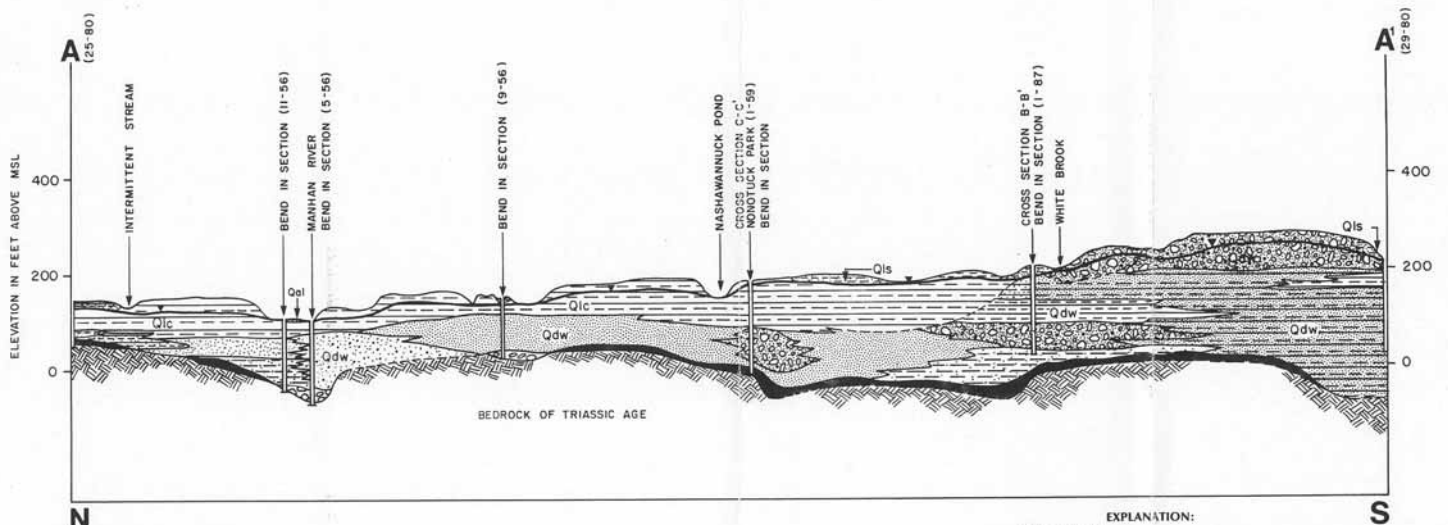 A
(25-80)
A'
(29-80)
INTERMITTENT STREAM
BEND IN SECTION (11-56)
MANHAN RIVER
BEND IN SECTION (5-56)
BEND IN SECTION (9-56)
NASHAWANNUCK POND
CROSS SECTION C-C'
NONOTUCK PARK (1-59)
BEND IN SECTION
CROSS SECTION B-B'
BEND IN SECTION (1-87)
WHITE BROOK
ELEVATION IN FEET ABOVE MSL
400
200
0
400
200
0
Qal
Qls
Qls
Qlc
Qlc
Qdw
Qdw
Qdw
Qdw
BEDROCK OF TRIASSIC AGE
N
S
EXPLANATION: